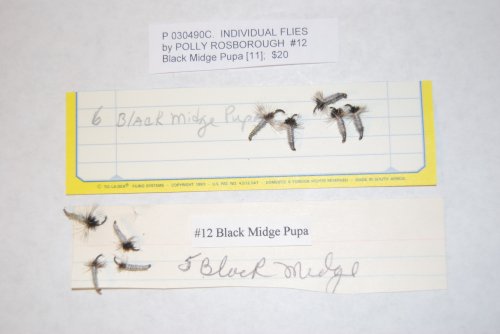 P 030490C. INDIVIDUAL FLIES
by POLLY ROSBOROUGH #12
Black Midge Pupa [11]; $20
6 Black Midge Pupa
#12 Black Midge Pupa
5 Black Midge